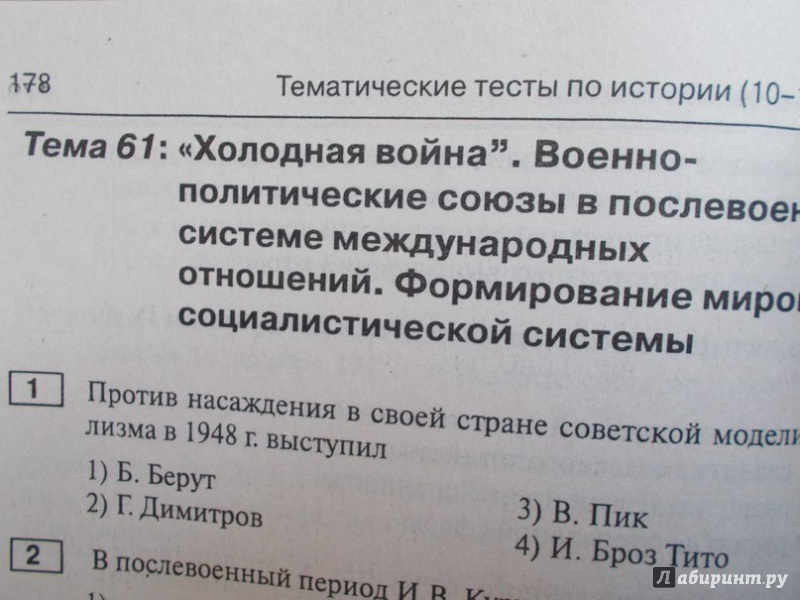 178
Тематические тесты по истории (10–
Тема 61: «Холодная война”. Военно-
политические союзы в послевоен
системе международных
отношений. Формирование миро
социалистической системы
1 Против насаждения в своей стране советской модели
лизма в 1948 г. выступил
1) Б. Берут
2) Г. Димитров
3) В. Пик
4) И. Броз Тито
2 В послевоенный период И.В. Кур
1)
Лабиринт.ру